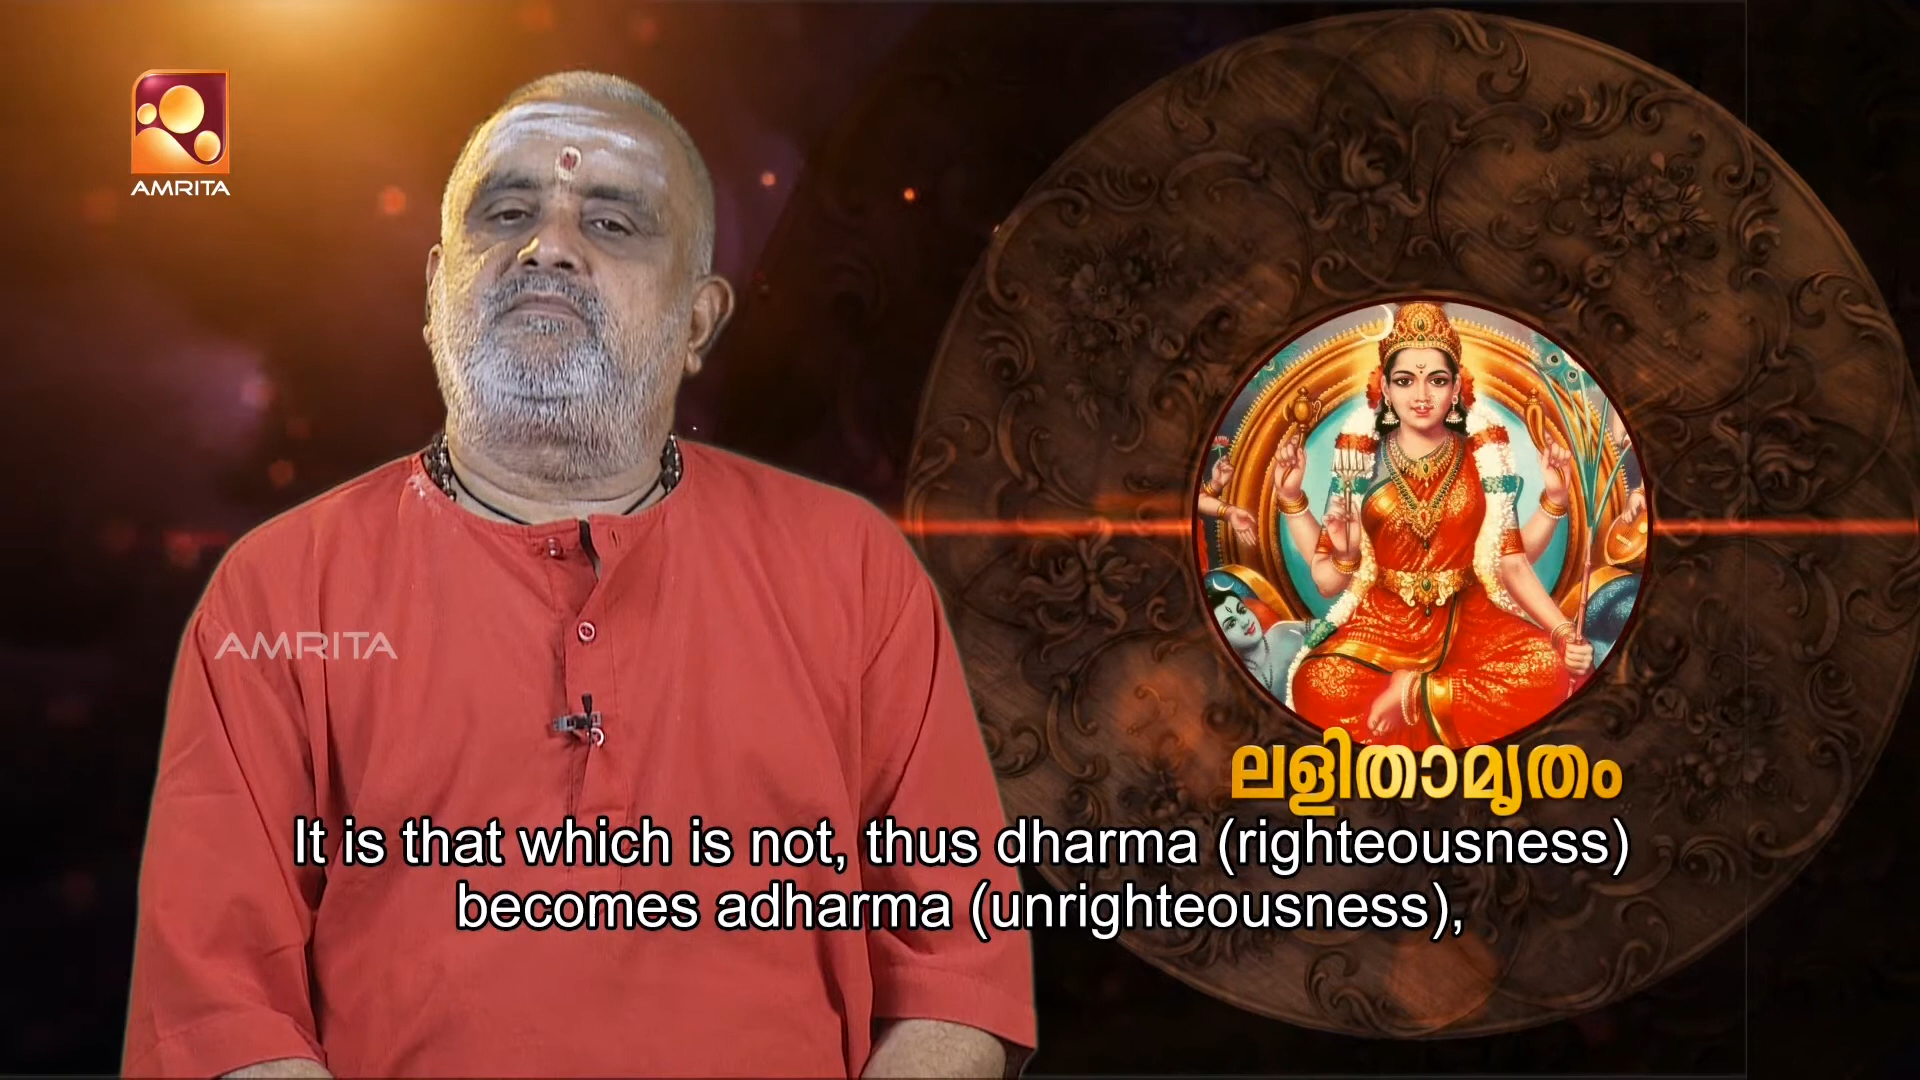 AMRITA
AMRITA
ലളിതാമൃതം
It is that which is not, thus dharma (righteousness)
becomes adharma (unrighteousness),